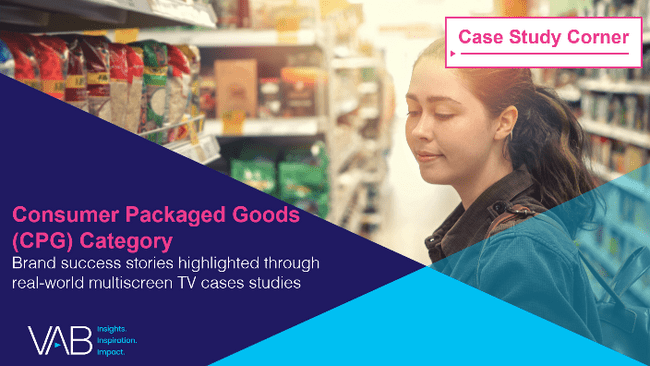 Case Study Corner
Consumer Packaged Goods
(CPG) Category
Brand success stories highlighted through
real-world multiscreen TV cases studies
VAB
Insights.
Inspiration.
Impact.